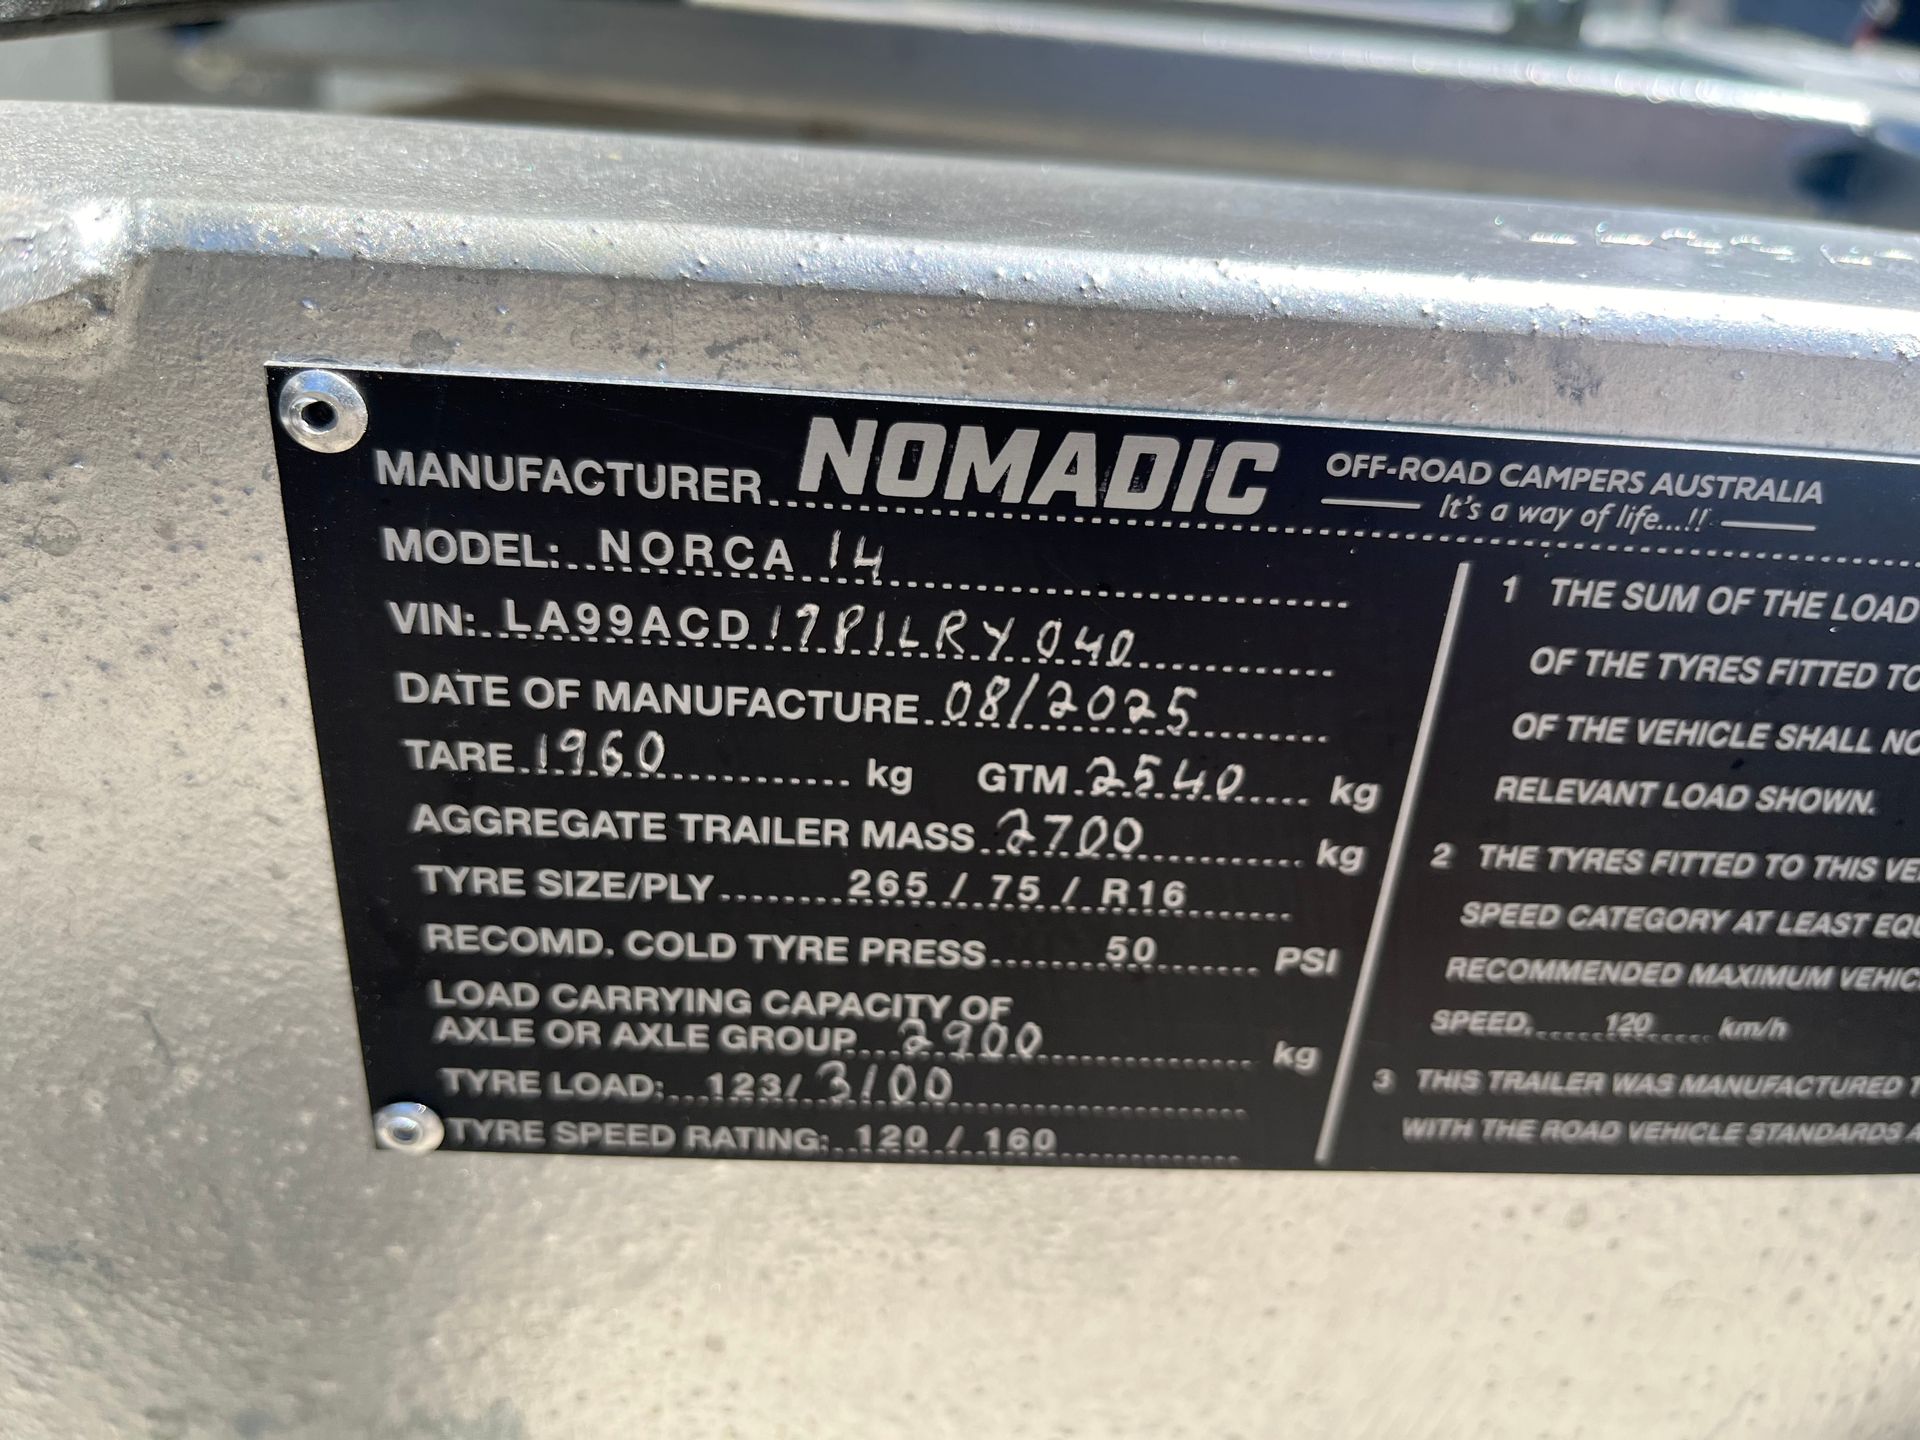 MANUFACTURER NOMADIC OFF-ROAD CAMPERS AUSTRALIA
It's a way of life...!!
MODEL: NORCA 14
VIN: LA99ACD19P1LRY040
DATE OF MANUFACTURE 08/2025
TARE 1960 kg GTM 2540 kg
AGGREGATE TRAILER MASS 2700 kg
TYRE SIZE/PLY 265 / 75 / R16
RECOMD. COLD TYRE PRESS 50 PSI
LOAD CARRYING CAPACITY OF
AXLE OR AXLE GROUP 2900 kg
TYRE LOAD: 123/ 3100
TYRE SPEED RATING: 120 / 160
1 THE SUM OF THE LOAD
OF THE TYRES FITTED TO
OF THE VEHICLE SHALL NO
RELEVANT LOAD SHOWN.
2 THE TYRES FITTED TO THIS VE
SPEED CATEGORY AT LEAST EQU
RECOMMENDED MAXIMUM VEHIC
SPEED. 120 km/h
3 THIS TRAILER WAS MANUFACTURED T
WITH THE ROAD VEHICLE STANDARDS A